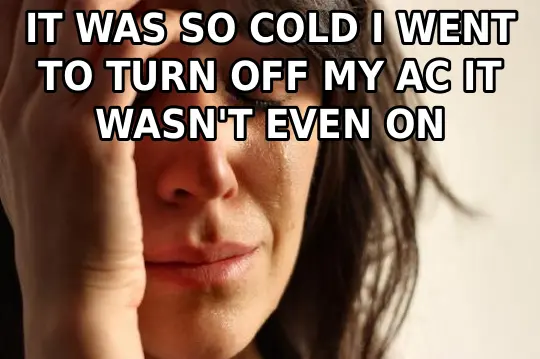 IT WAS SO COLD I WENT
TO TURN OFF MY AC IT
WASN'T EVEN ON